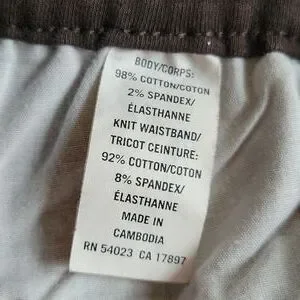 BODY/CORPS:
98% COTTON/COTON
2% SPANDEX/
ÉLASTHANNE
KNIT WAISTBAND/
TRICOT CEINTURE:
92% COTTON/COTON
8% SPANDEX/
ÉLASTHANNE
MADE IN
CAMBODIA
RN 54023 CA 17897